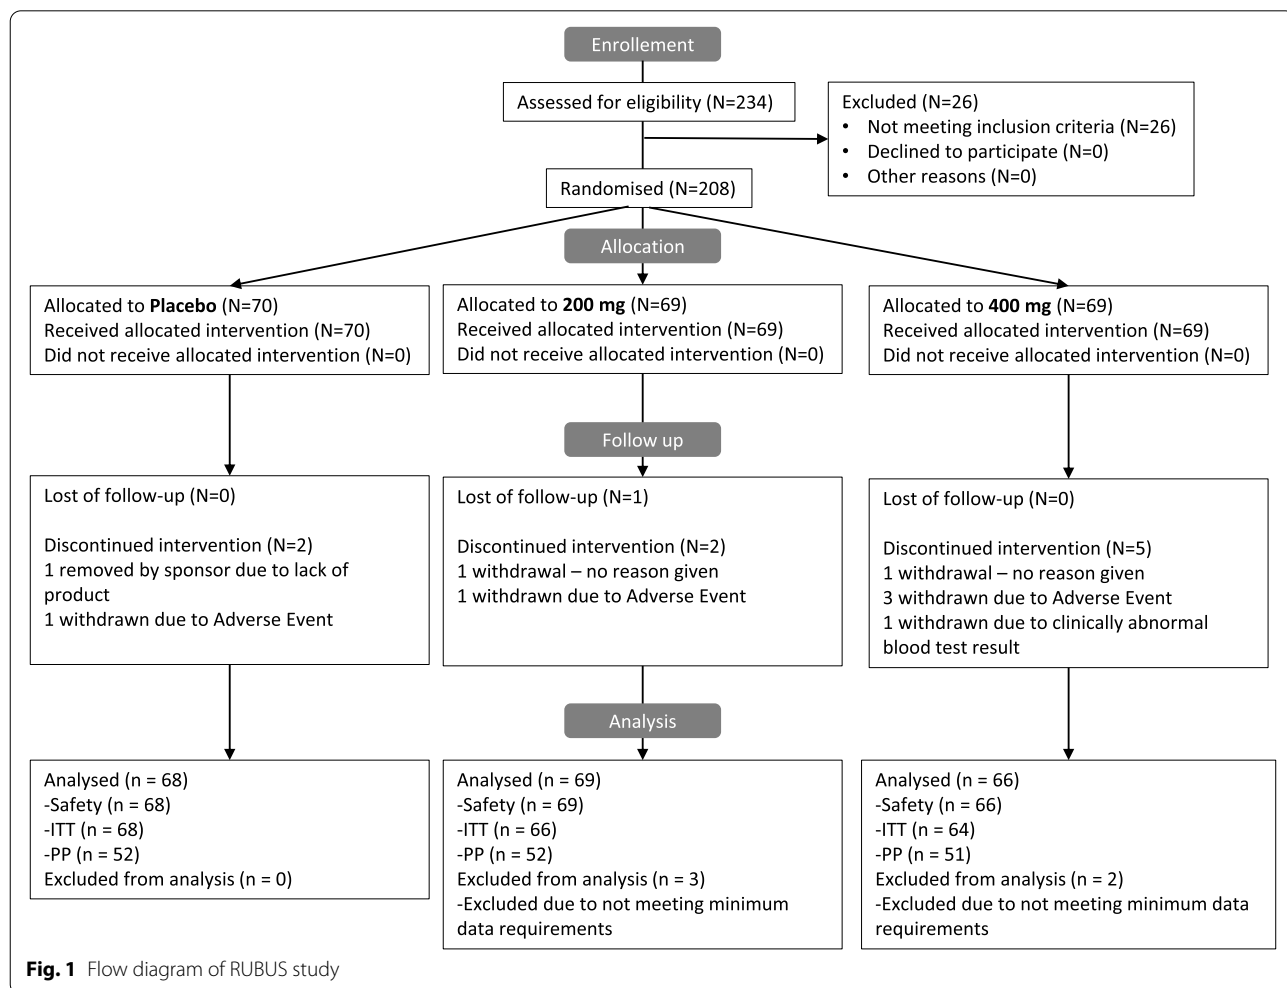 Enrollement
Assessed for eligibility (N=234)
Excluded (N=26)
• Not meeting inclusion criteria (N=26)
• Declined to participate (N=0)
• Other reasons (N=0)
Randomised (N=208)
Allocation
Allocated to Placebo (N=70)
Received allocated intervention (N=70)
Did not receive allocated intervention (N=0)
Allocated to 200 mg (N=69)
Received allocated intervention (N=69)
Did not receive allocated intervention (N=0)
Allocated to 400 mg (N=69)
Received allocated intervention (N=69)
Did not receive allocated intervention (N=0)
Follow up
Lost of follow-up (N=0)
Discontinued intervention (N=2)
1 removed by sponsor due to lack of
product
1 withdrawn due to Adverse Event
Lost of follow-up (N=1)
Discontinued intervention (N=2)
1 withdrawal – no reason given
1 withdrawn due to Adverse Event
Lost of follow-up (N=0)
Discontinued intervention (N=5)
1 withdrawal – no reason given
3 withdrawn due to Adverse Event
1 withdrawn due to clinically abnormal
blood test result
Analysis
Analysed (n = 68)
-Safety (n = 68)
-ITT (n = 68)
-PP (n = 52)
Excluded from analysis (n = 0)
Analysed (n = 69)
-Safety (n = 69)
-ITT (n = 66)
-PP (n = 52)
Excluded from analysis (n = 3)
-Excluded due to not meeting minimum
data requirements
Analysed (n = 66)
-Safety (n = 66)
-ITT (n = 64)
-PP (n = 51)
Excluded from analysis (n = 2)
-Excluded due to not meeting minimum data
requirements
Fig. 1 Flow diagram of RUBUS study